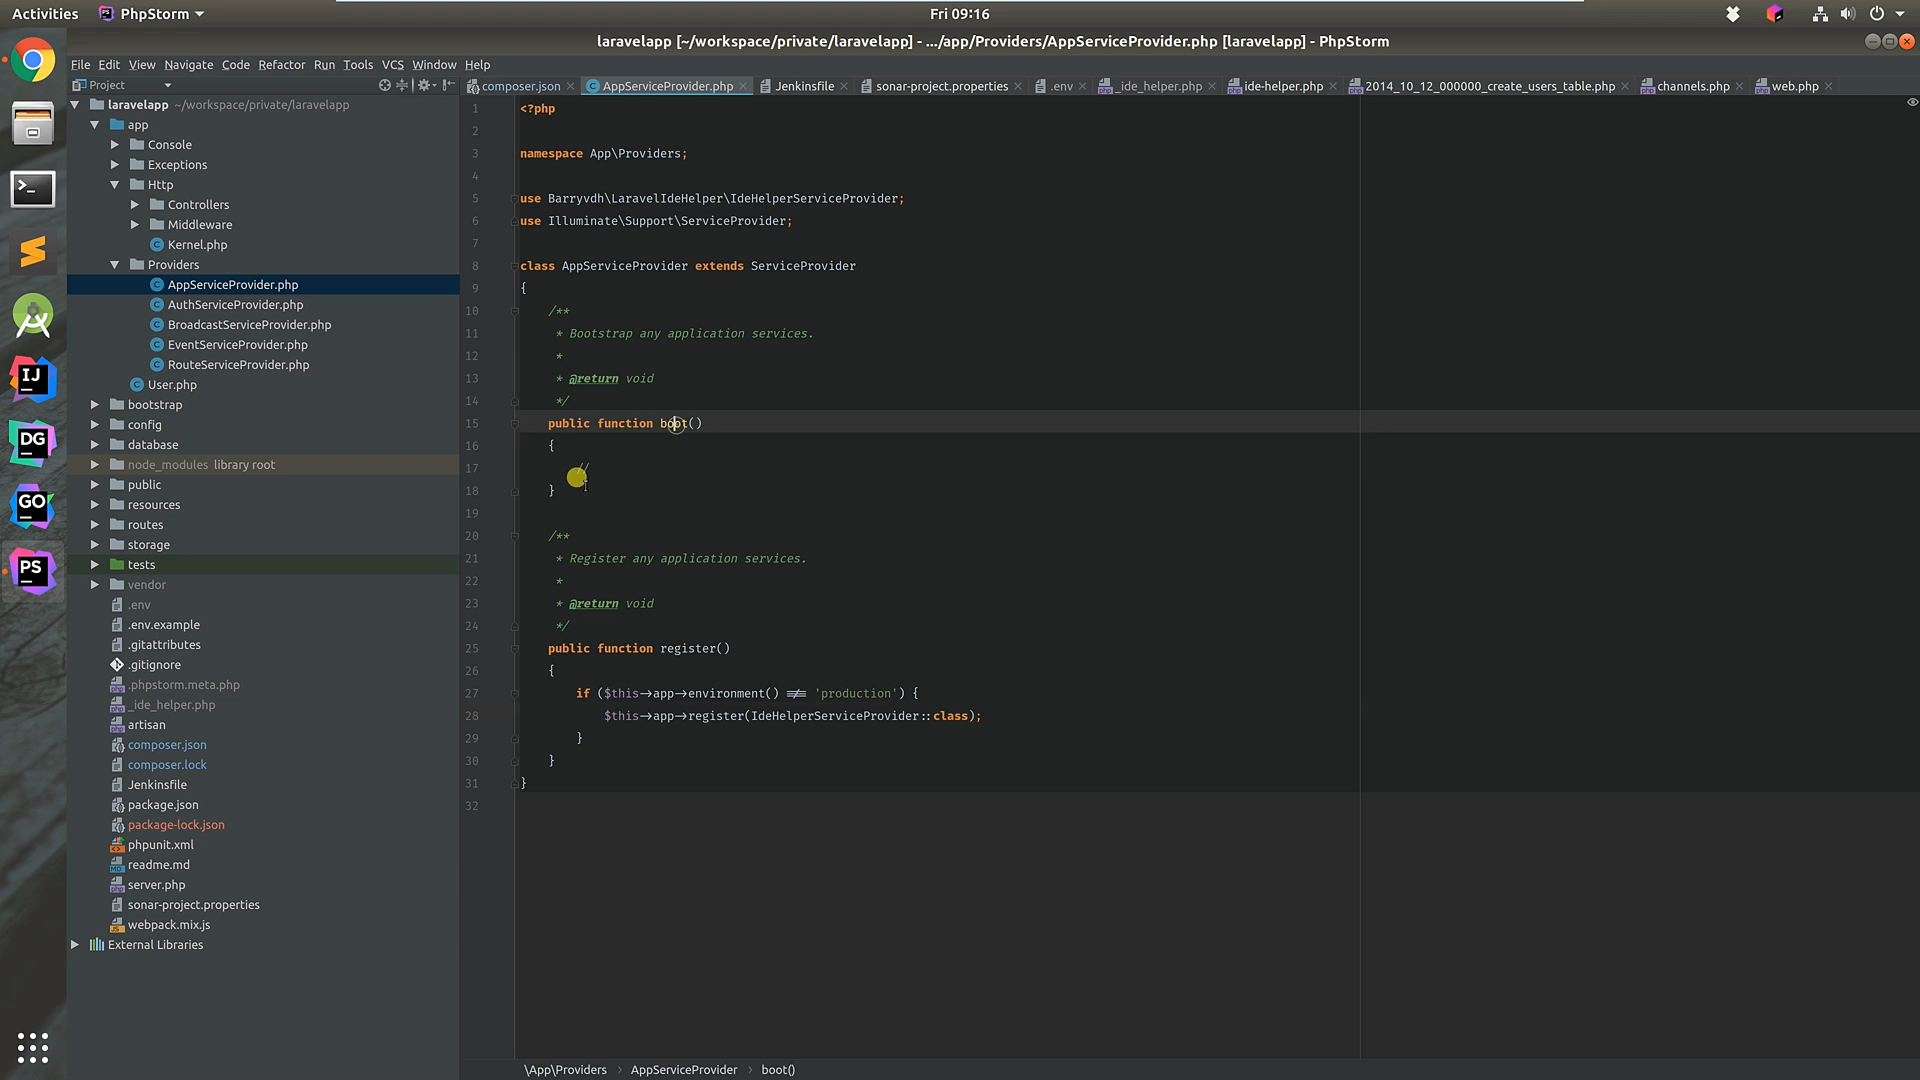 Activities PhpStorm Fri 09:16
laravelapp [~/workspace/private/laravelapp] - .../app/Providers/AppServiceProvider.php [laravelapp] - PhpStorm
File Edit View Navigate Code Refactor Run Tools VCS Window Help
Project
composer.json AppServiceProvider.php Jenkinsfile sonar-project.properties .env _ide_helper.php ide-helper.php 2014_10_12_000000_create_users_table.php channels.php web.php
laravelapp ~/workspace/private/laravelapp
app
Console
Exceptions
Http
Controllers
Middleware
Kernel.php
Providers
AppServiceProvider.php
AuthServiceProvider.php
BroadcastServiceProvider.php
EventServiceProvider.php
RouteServiceProvider.php
User.php
bootstrap
config
database
node_modules library root
public
resources
routes
storage
tests
vendor
.env
.env.example
.gitattributes
.gitignore
.phpstorm.meta.php
_ide_helper.php
artisan
composer.json
composer.lock
Jenkinsfile
package.json
package-lock.json
phpunit.xml
readme.md
server.php
sonar-project.properties
webpack.mix.js
External Libraries
IJ
DG
GO
PS
1 <?php
2
3 namespace App\Providers;
4
5 use Barryvdh\LaravelIdeHelper\IdeHelperServiceProvider;
6 use Illuminate\Support\ServiceProvider;
7
8 class AppServiceProvider extends ServiceProvider
9 {
10 /**
11 * Bootstrap any application services.
12 *
13 * @return void
14 */
15 public function boot()
16 {
17 //
18 }
19
20 /**
21 * Register any application services.
22 *
23 * @return void
24 */
25 public function register()
26 {
27 if ($this->app->environment() !== 'production') {
28 $this->app->register(IdeHelperServiceProvider::class);
29 }
30 }
31 }
32
\App\Providers › AppServiceProvider › boot()